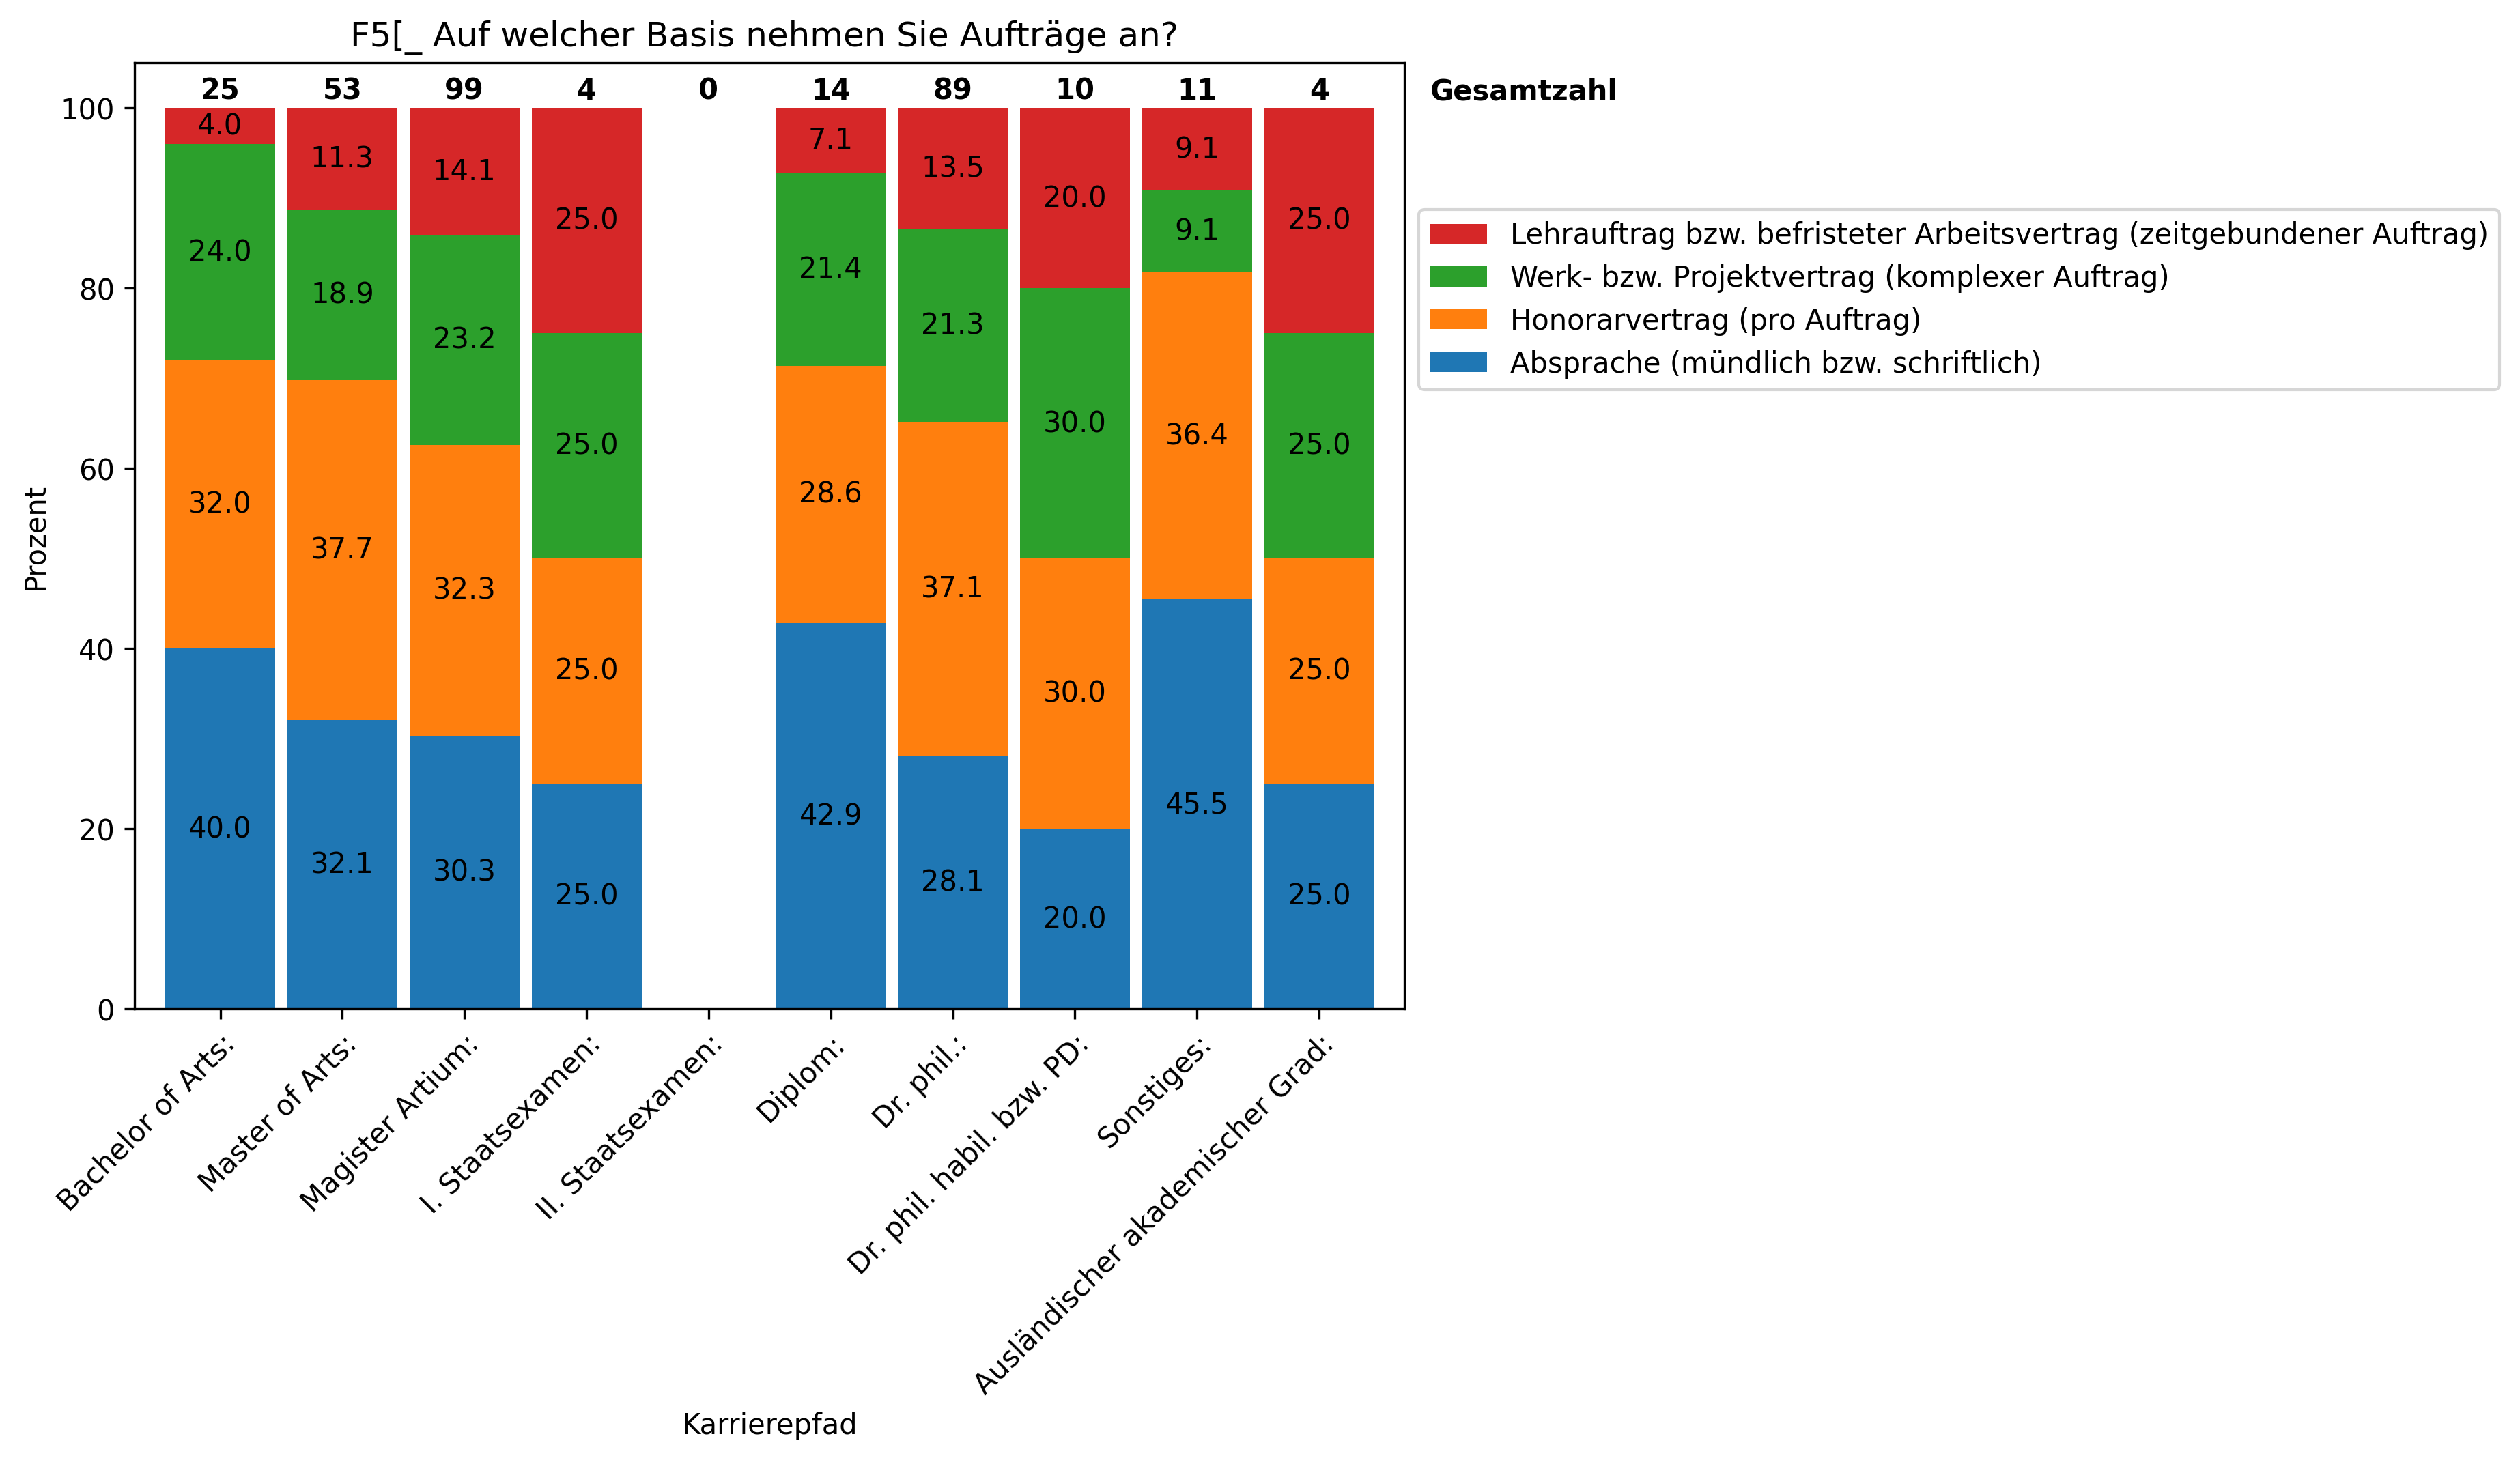 F5[_ Auf welcher Basis nehmen Sie Aufträge an?
25 53 99 4 0 14 89 10 11 4
Gesamtzahl
100
80
60
40
20
0
Prozent
4.0 11.3 14.1 25.0 7.1 13.5 20.0 9.1 25.0
24.0 18.9 23.2 25.0 21.4 21.3 30.0 9.1 25.0
32.0 37.7 32.3 25.0 28.6 37.1 30.0 36.4 25.0
40.0 32.1 30.3 25.0 42.9 28.1 20.0 45.5 25.0
Lehrauftrag bzw. befristeter Arbeitsvertrag (zeitgebundener Auftrag)
Werk- bzw. Projektvertrag (komplexer Auftrag)
Honorarvertrag (pro Auftrag)
Absprache (mündlich bzw. schriftlich)
Bachelor of Arts:
Master of Arts:
Magister Artium:
I. Staatsexamen:
II. Staatsexamen:
Diplom:
Dr. phil.:
Dr. phil. habil. bzw. PD:
Sonstiges:
Ausländischer akademischer Grad:
Karrierepfad